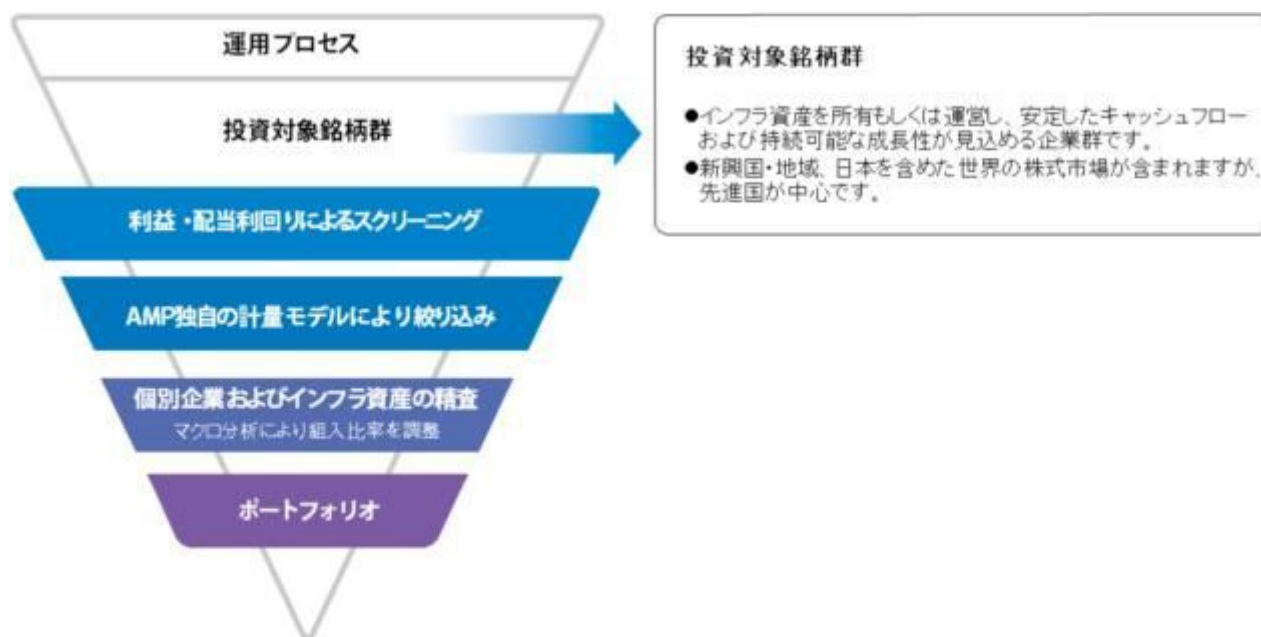 運用プロセス
投資対象銘柄群
利益・配当利回りによるスクリーニング
AMP独自の計量モデルにより絞り込み
個別企業およびインフラ資産の精査
マクロ分析により組入比率を調整
ポートフォリオ
投資対象銘柄群
●インフラ資産を所有もしくは運営し、安定したキャッシュフロー
および持続可能な成長性が見込める企業群です。
●新興国・地域、日本を含めた世界の株式市場が含まれますが、
先進国が中心です。